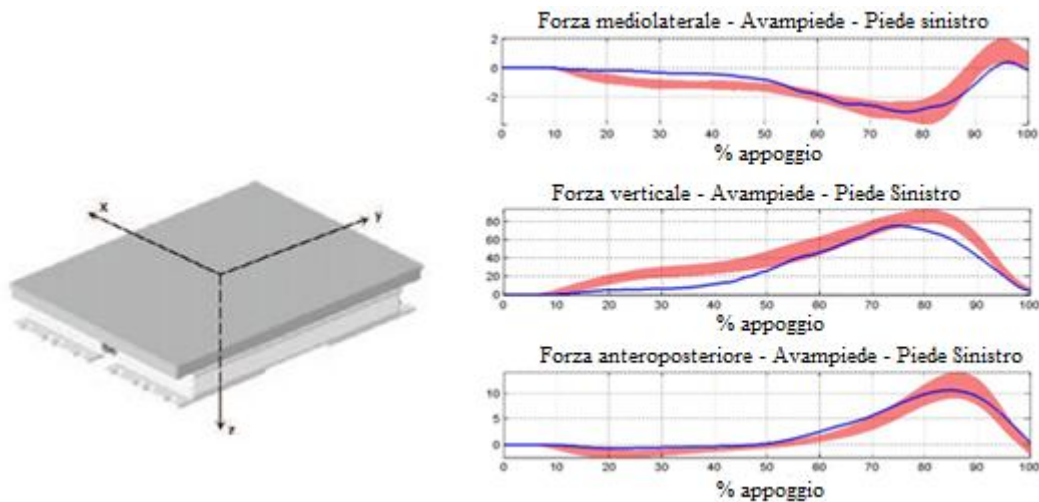 X
y
z
Forza mediolaterale - Avampiede - Piede sinistro
2
0
-2
0 10 20 30 40 50 60 70 80 90 100
% appoggio
Forza verticale - Avampiede - Piede Sinistro
80
60
40
20
0
0 10 20 30 40 50 60 70 80 90 100
% appoggio
Forza anteroposteriore - Avampiede - Piede Sinistro
10
5
0
0 10 20 30 40 50 60 70 80 90 100
% appoggio